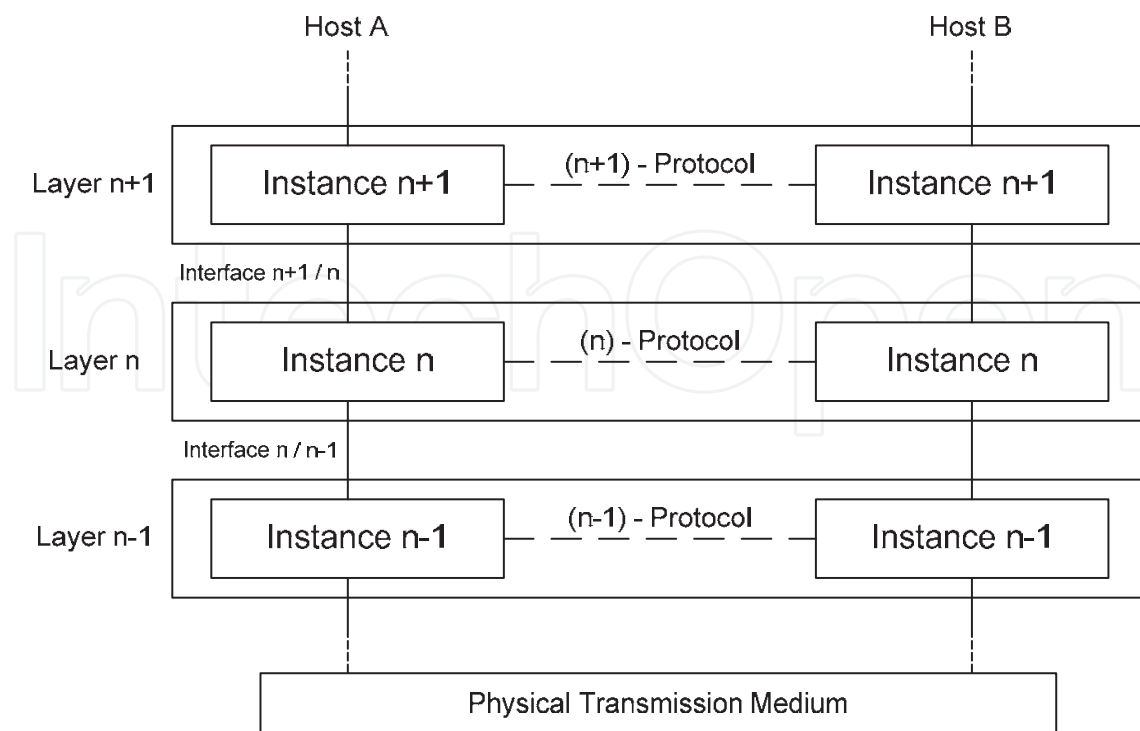 Host A
Host B
Layer n+1
Instance n+1
(n+1) - Protocol
Instance n+1
Interface n+1 / n
IntechOpen
Layer n
Instance n
(n) - Protocol
Instance n
Interface n / n-1
Layer n-1
Instance n-1
(n-1) - Protocol
Instance n-1
Physical Transmission Medium